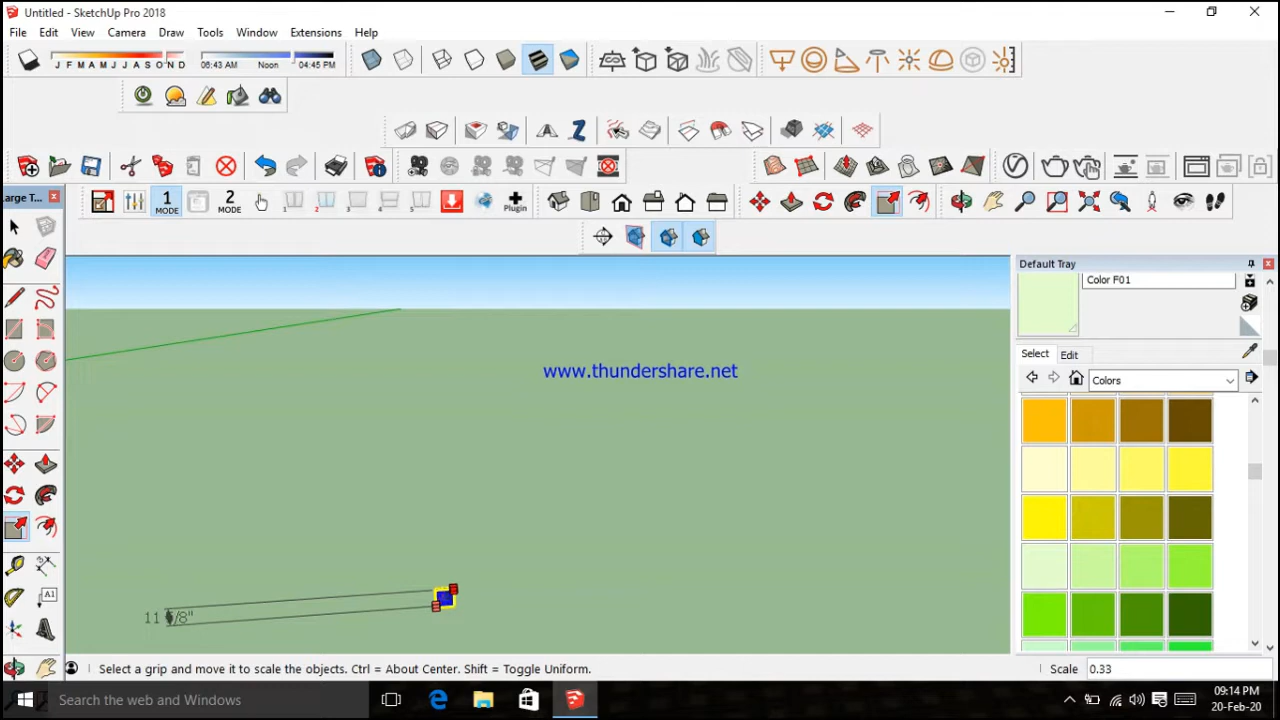 Untitled - SketchUp Pro 2018
File Edit View Camera Draw Tools Window Extensions Help
J F M A M J J A S O N D 06:43 AM Noon 04:45 PM
Large T...
1 MODE 2 MODE Plugin
Default Tray
Color F01
Select Edit
Colors
www.thundershare.net
A1
Select a grip and move it to scale the objects. Ctrl = About Center. Shift = Toggle Uniform.
Scale 0.33
Search the web and Windows
09:14 PM
20-Feb-20